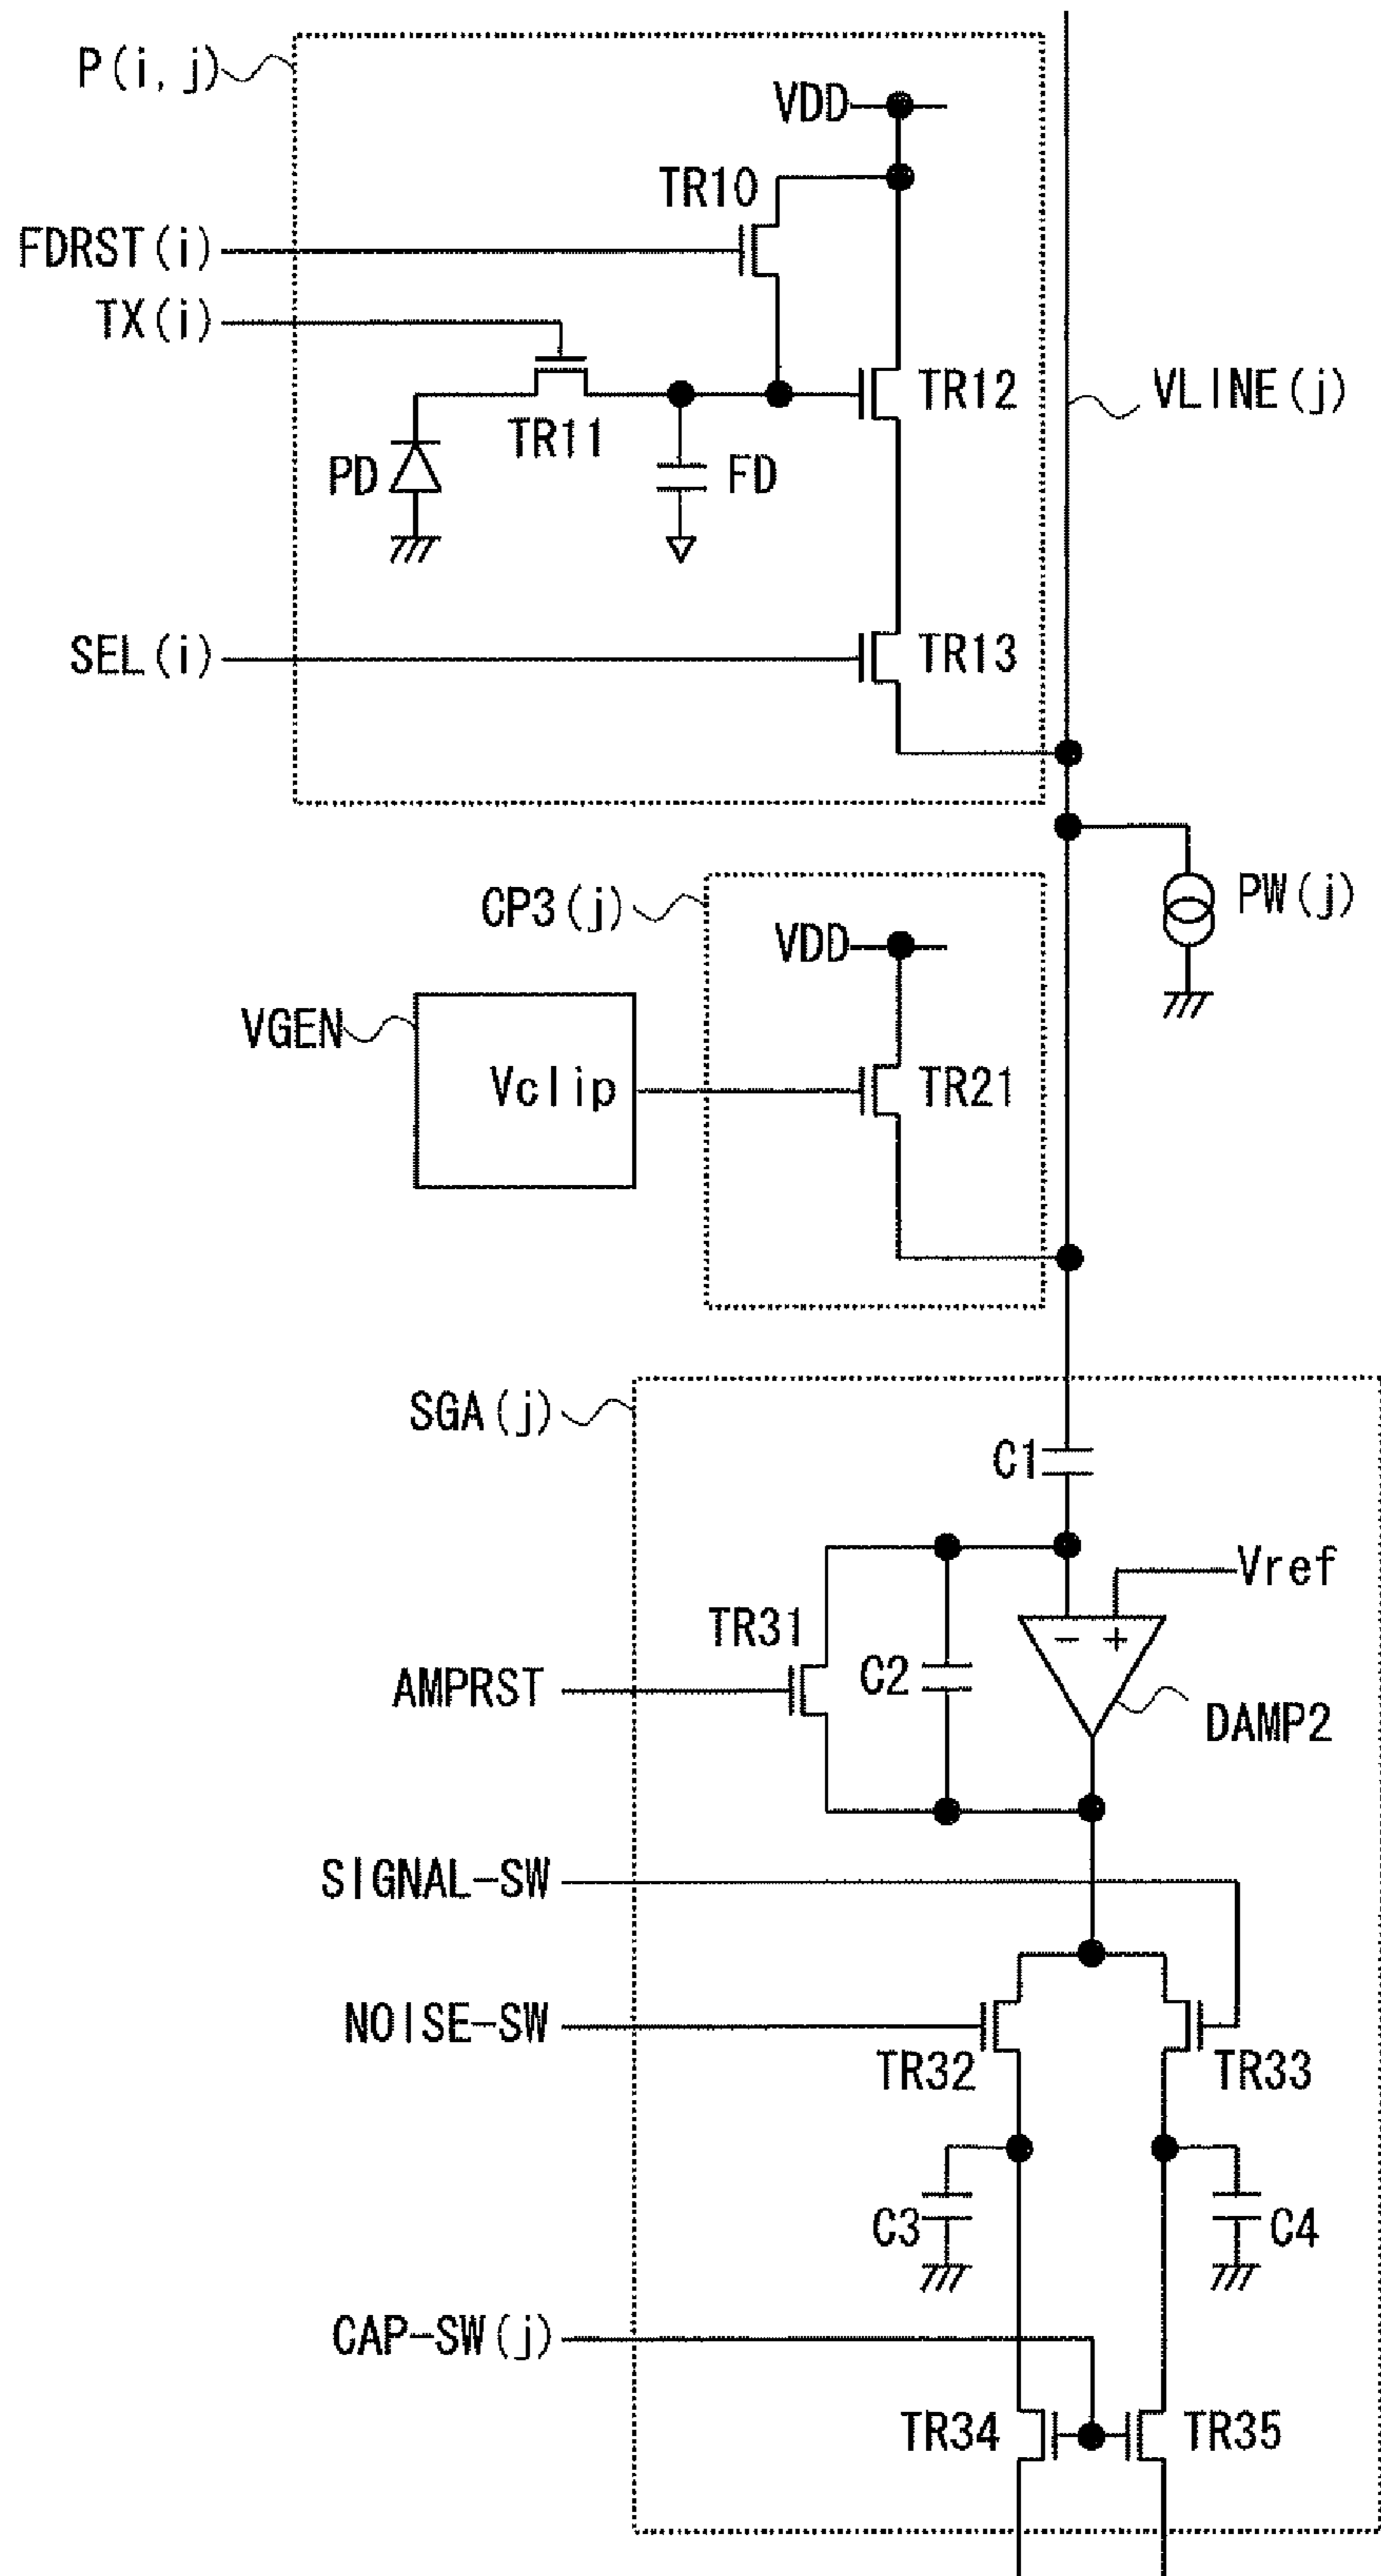 P(i,j)
VDD
TR10
FDRST(i)
TX(i)
TR12
VLINE(j)
TR11
PD
FD
SEL(i)
TR13
CP3(j)
PW(j)
VDD
VGEN
Vclip
TR21
SGA(j)
C1
Vref
TR31
- +
C2
AMPRST
DAMP2
SIGNAL-SW
NOISE-SW
TR32
TR33
C3
C4
CAP-SW(j)
TR34
TR35